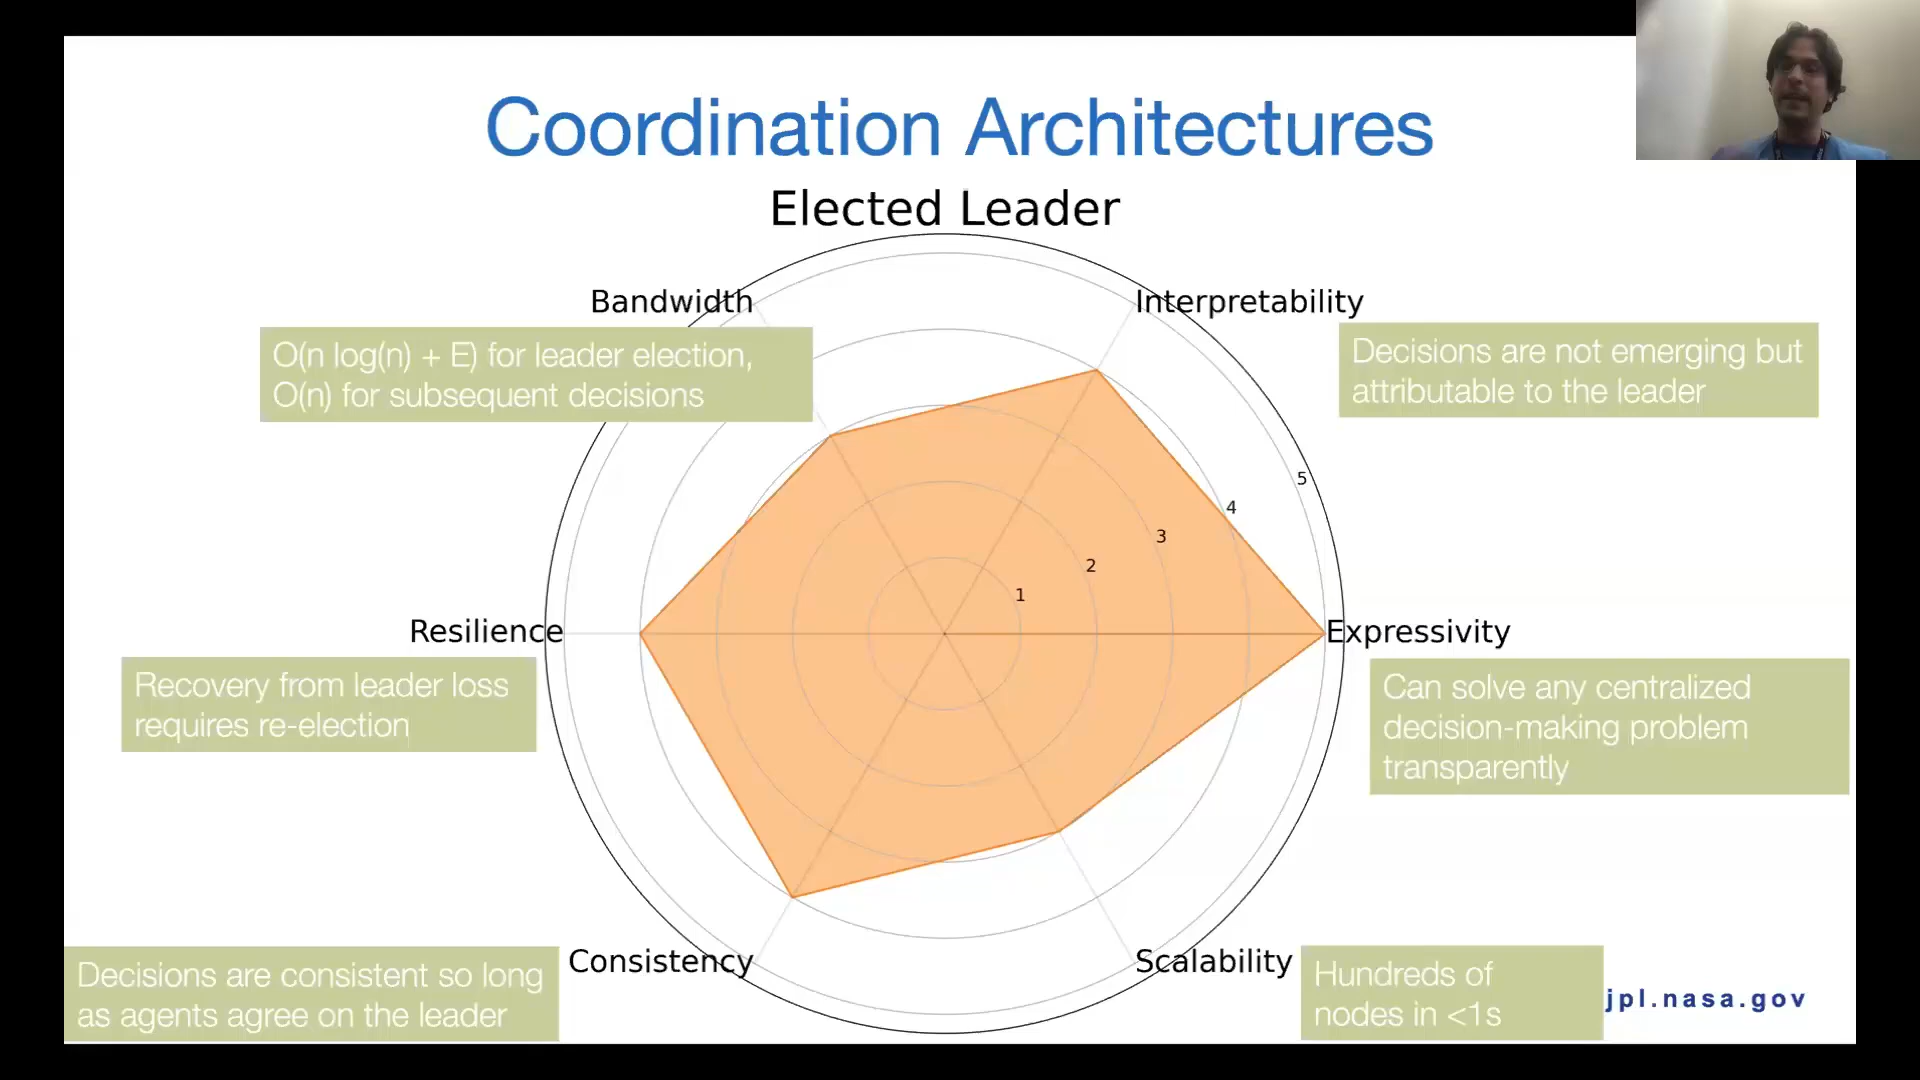 Coordination Architectures
Elected Leader
Bandwidth
Interpretability
O(n log(n) + E) for leader election,
O(n) for subsequent decisions
Decisions are not emerging but
attributable to the leader
5
4
3
2
1
Resilience
Expressivity
Recovery from leader loss
requires re-election
Can solve any centralized
decision-making problem
transparently
Consistency
Scalability
Decisions are consistent so long
as agents agree on the leader
Hundreds of
nodes in <1s
jpl.nasa.gov